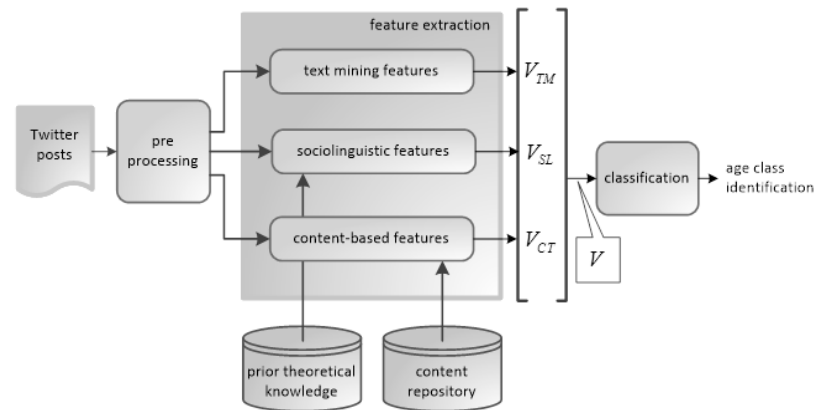 feature extraction
text mining features
V_TM
Twitter
posts
pre
processing
sociolinguistic features
V_SL
classification
age class
identification
content-based features
V_CT
V
prior theoretical
knowledge
content
repository